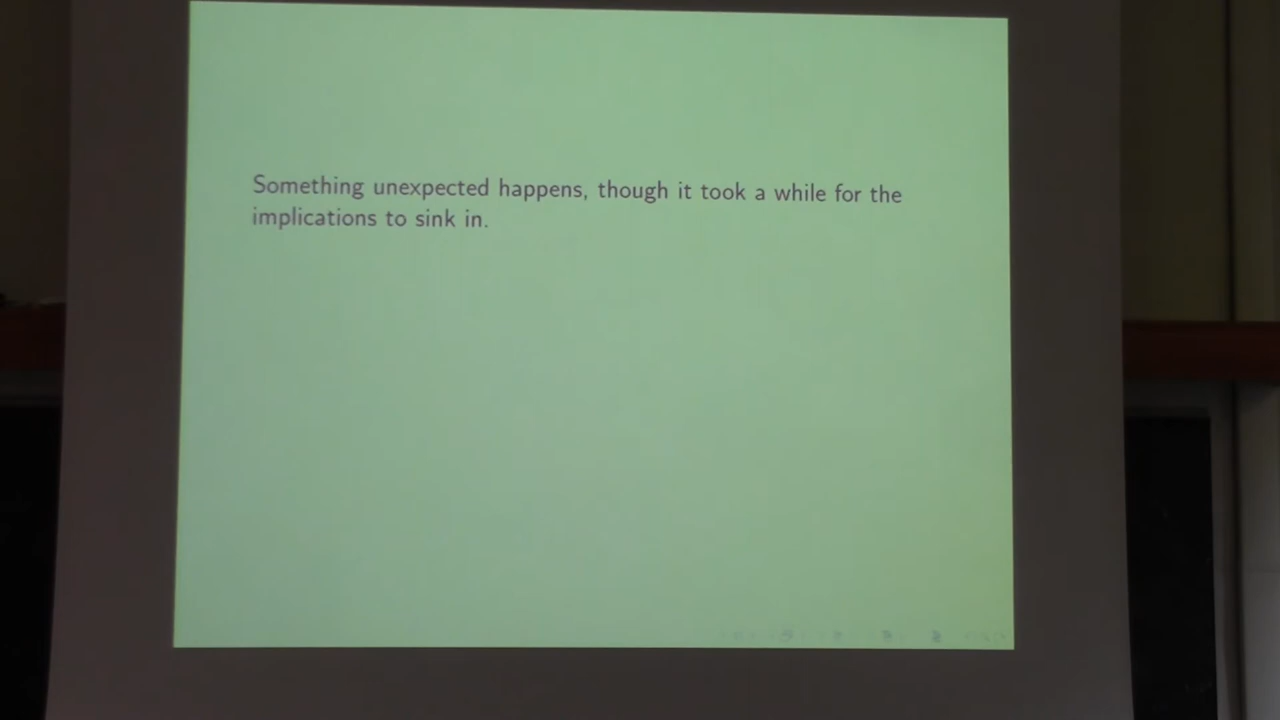 Something unexpected happens, though it took a while for the
implications to sink in.